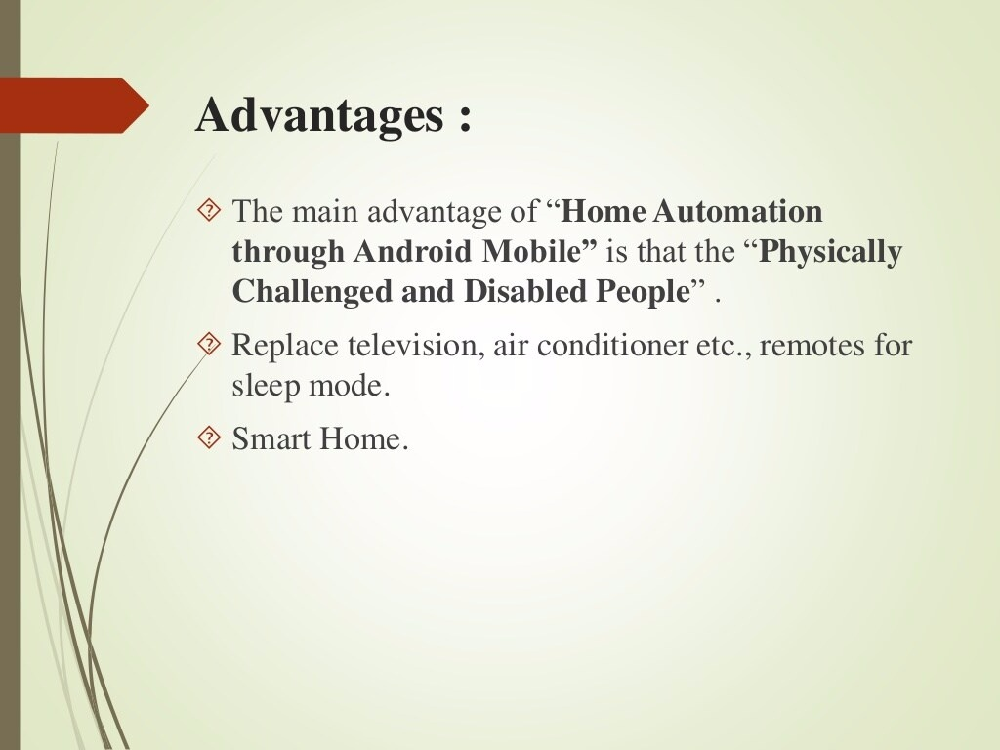 Advantages :
The main advantage of “Home Automation
through Android Mobile” is that the “Physically
Challenged and Disabled People” .
Replace television, air conditioner etc., remotes for
sleep mode.
Smart Home.